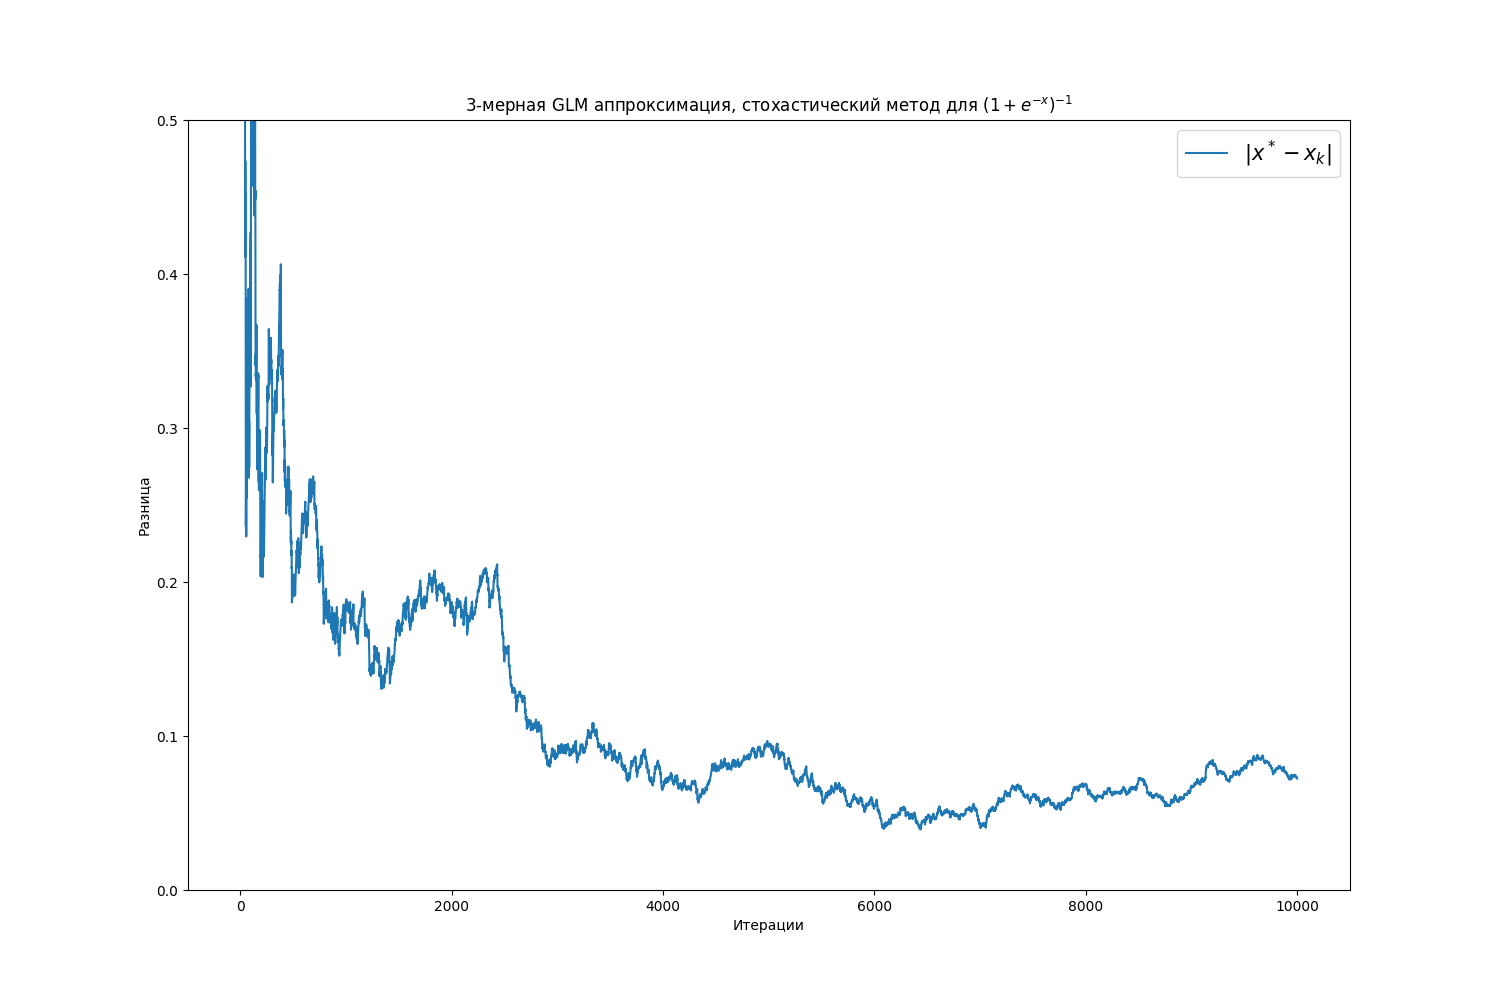 3-мерная GLM аппроксимация, стохастический метод для $(1 + e^{-x})^{-1}$
0.5
$|x^* - x_k|$
0.4
0.3
Разница
0.2
0.1
0.0
0 2000 4000 6000 8000 10000
Итерации